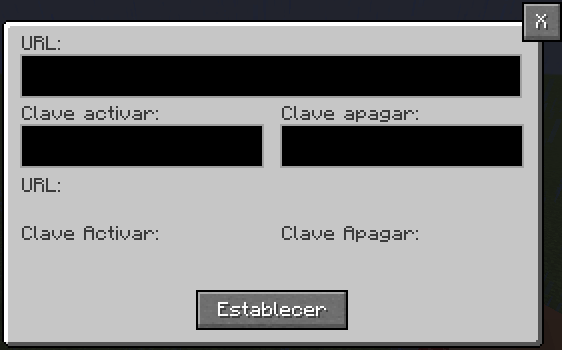 X
URL:
Clave activar: Clave apagar:
URL:
Clave Activar: Clave Apagar:
Establecer